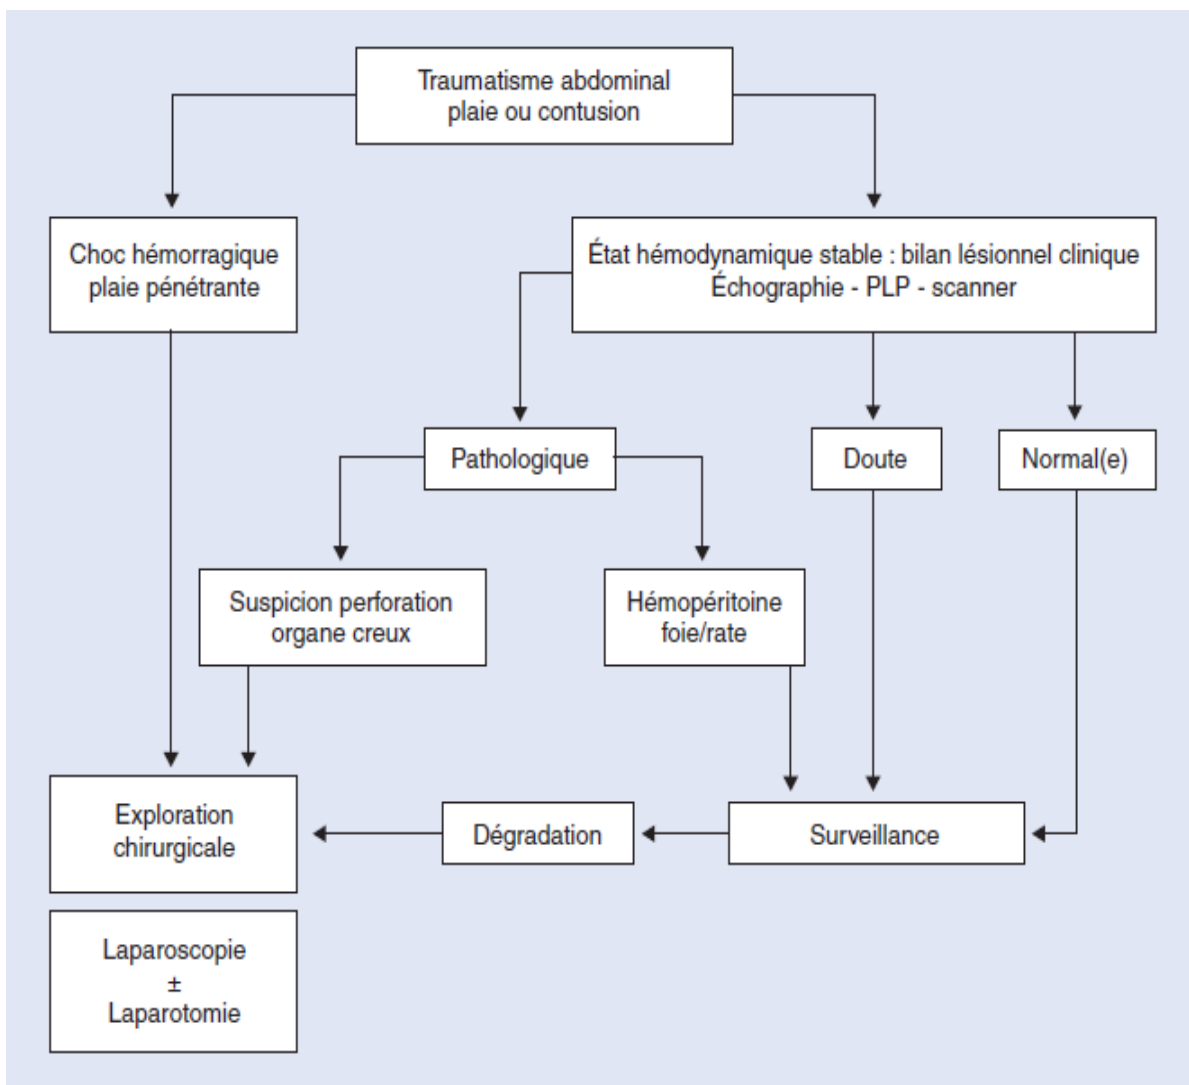 Traumatisme abdominal
plaie ou contusion
Choc hémorragique
plaie pénétrante
État hémodynamique stable : bilan lésionnel clinique
Échographie - PLP - scanner
Pathologique
Doute
Normal(e)
Suspicion perforation
organe creux
Hémopéritoine
foie/rate
Exploration
chirurgicale
Dégradation
Surveillance
Laparoscopie
±
Laparotomie